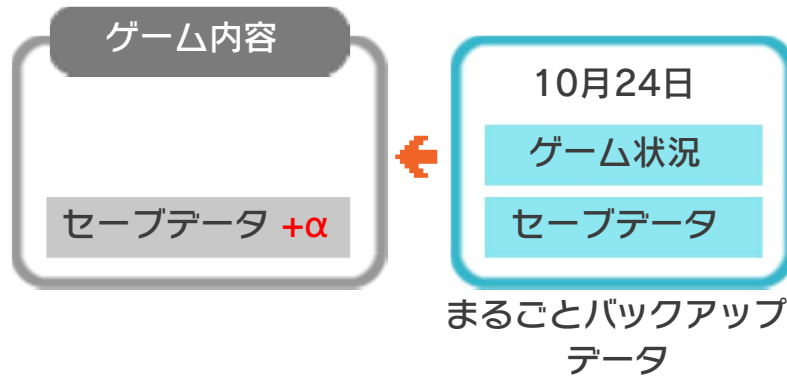 ゲーム内容
セーブデータ +α
10月24日
ゲーム状況
セーブデータ
まるごとバックアップ
データ